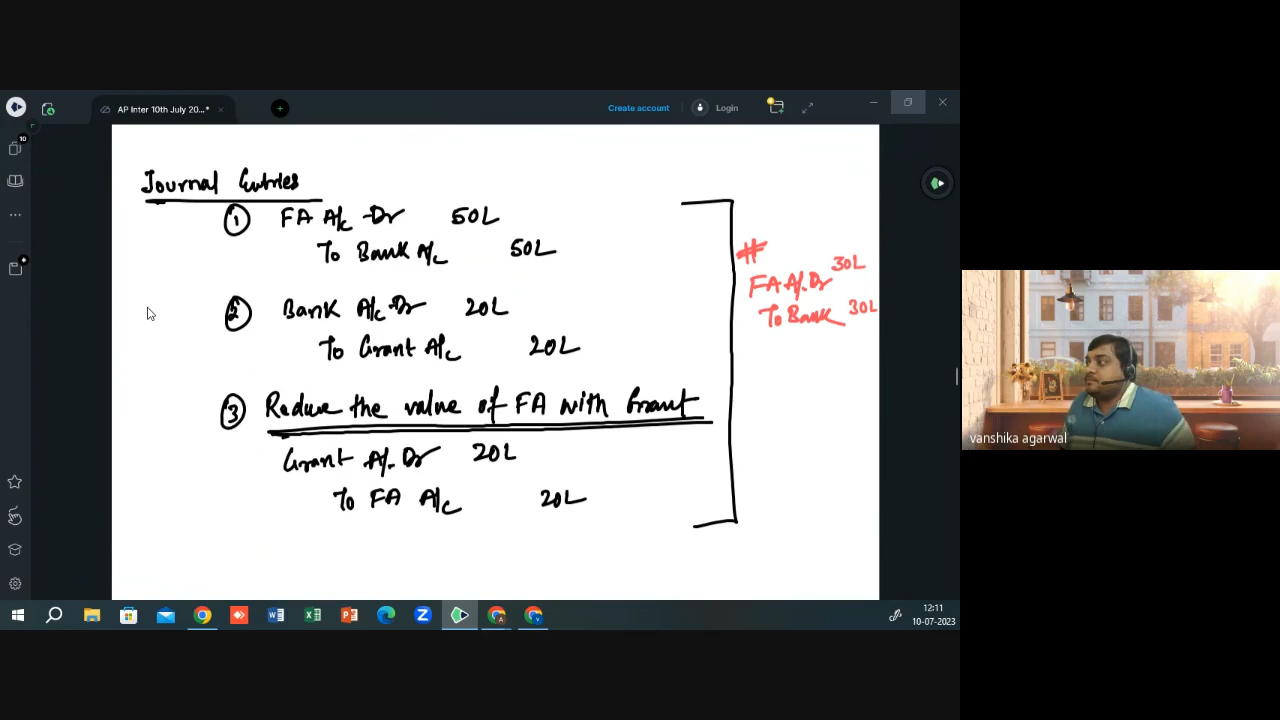 AP Inter 10th July 20...*
Create account
Login
10
Journal Entries
① FA A/c Dr 50L
To Bank A/c 50L
② Bank A/c Dr 20L
To Grant A/c 20L
③ Reduce the value of FA with Grant
Grant A/. Dr 20L
To FA A/c 20L
#
FA A/. Dr 30L
To Bank 30L
vanshika agarwal
12:11
10-07-2023